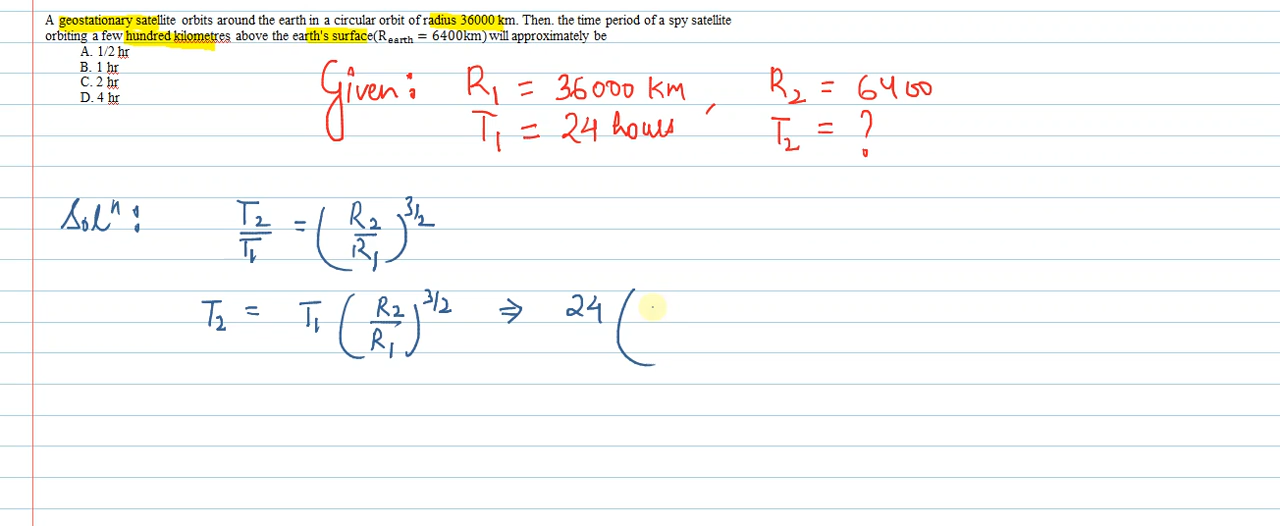 A geostationary satellite orbits around the earth in a circular orbit of radius 36000 km. Then. the time period of a spy satellite
orbiting a few hundred kilometres above the earth's surface(R_earth = 6400km) will approximately be
A. 1/2 hr
B. 1 hr
C. 2 hr
D. 4 hr
Given: R₁ = 36000 KM , R₂ = 6400
T₁ = 24 hours T₂ = ?
Solⁿ: T₂/T₁ = (R₂/R₁)^3/2
T₂ = T₁ (R₂/R₁)^3/2 ⇒ 24 (